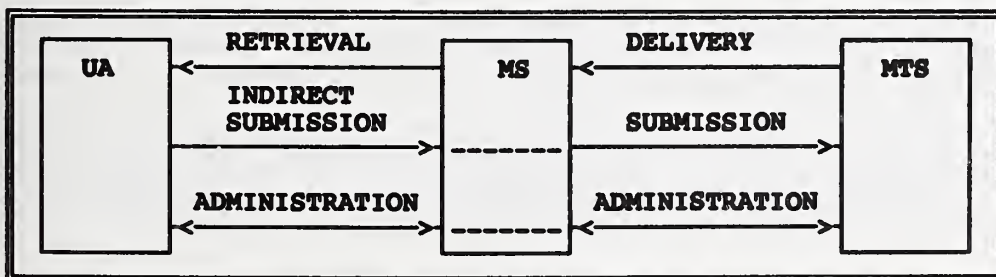 RETRIEVAL DELIVERY
UA MS MTS
INDIRECT
SUBMISSION SUBMISSION
ADMINISTRATION ADMINISTRATION